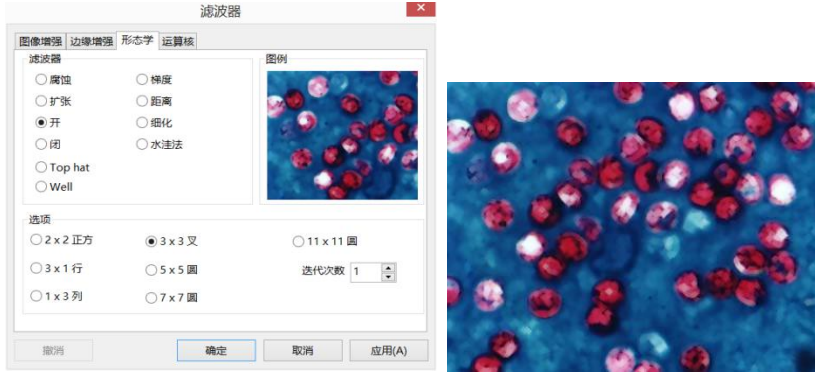 滤波器
×
图像增强 边缘增强 形态学 运算核
滤波器
图例
腐蚀 梯度
扩张 距离
开 细化
闭 水洼法
Top hat
Well
选项
2 x 2 正方 3 x 3 叉 11 x 11 圆
3 x 1 行 5 x 5 圆 迭代次数 1
1 x 3 列 7 x 7 圆
撤消 确定 取消 应用(A)